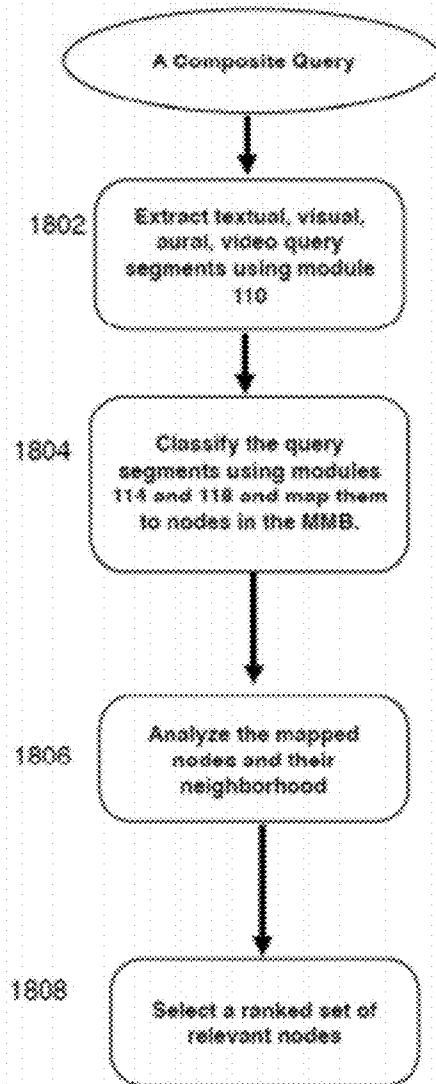 A Composite Query
1802
Extract textual, visual,
aural, video query
segments using module
110
1804
Classify the query
segments using modules
114 and 118 and map them
to nodes in the MMB.
1806
Analyze the mapped
nodes and their
neighborhood
1808
Select a ranked set of
relevant nodes